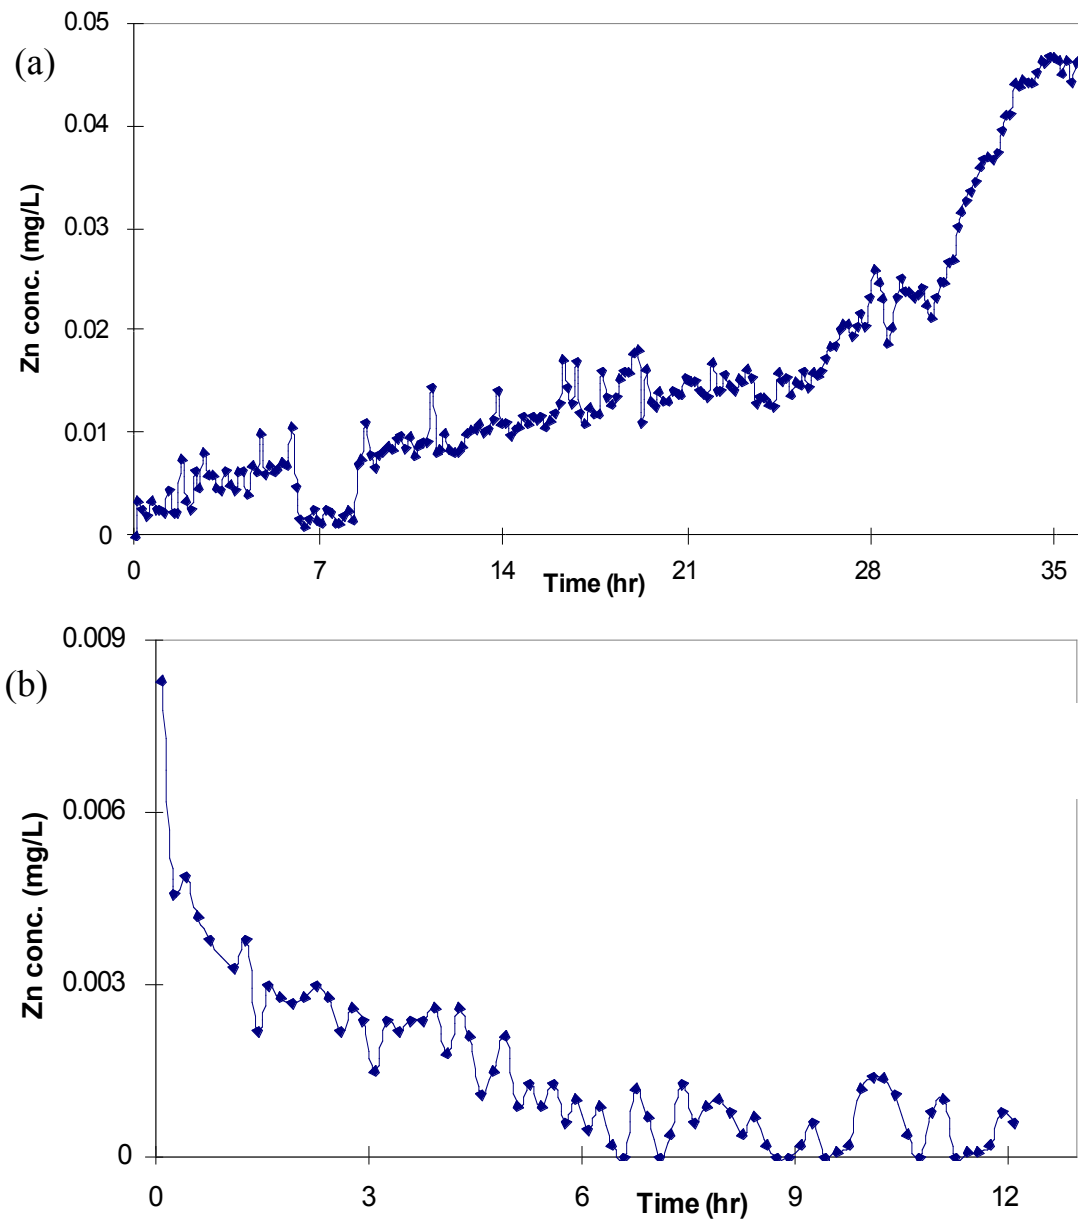 (a)
Zn conc. (mg/L)
0.05
0.04
0.03
0.02
0.01
0
0 7 14 21 28 35
Time (hr)
(b)
Zn conc. (mg/L)
0.009
0.006
0.003
0
0 3 6 9 12
Time (hr)